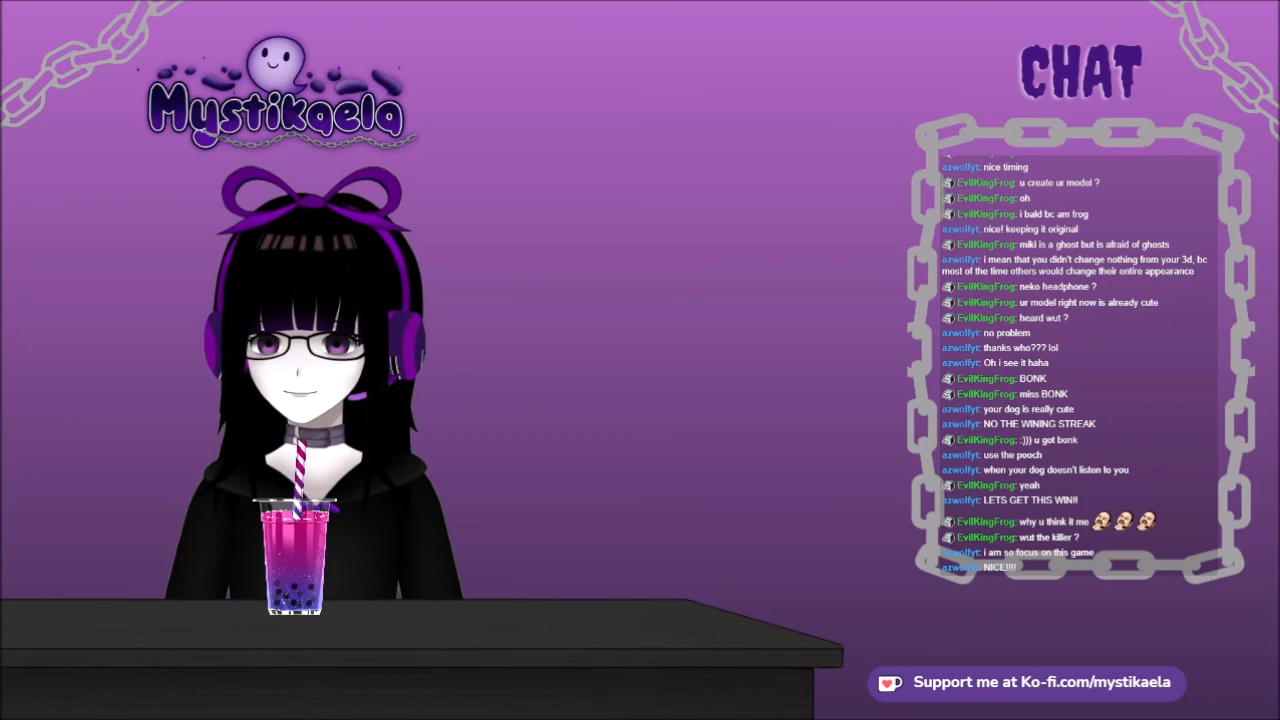 Mystikaela
CHAT
azwolfyt: nice timing
EvilKingFrog: u create ur model ?
EvilKingFrog: oh
EvilKingFrog: i bald bc am frog
azwolfyt: nice! keeping it original
EvilKingFrog: miki is a ghost but is afraid of ghosts
azwolfyt: i mean that you didn't change nothing from your 3d, bc
most of the time others would change their entire appearance
EvilKingFrog: neko headphone ?
EvilKingFrog: ur model right now is already cute
EvilKingFrog: heard wut ?
azwolfyt: no problem
azwolfyt: thanks who??? lol
azwolfyt: Oh i see it haha
EvilKingFrog: BONK
EvilKingFrog: miss BONK
azwolfyt: your dog is really cute
azwolfyt: NO THE WINING STREAK
EvilKingFrog: :))) u got bonk
azwolfyt: use the pooch
azwolfyt: when your dog doesn't listen to you
EvilKingFrog: yeah
azwolfyt: LETS GET THIS WIN!!
EvilKingFrog: why u think it me
EvilKingFrog: wut the killer ?
azwolfyt: i am so focus on this game
azwolfyt: NICE!!!!
Support me at Ko-fi.com/mystikaela